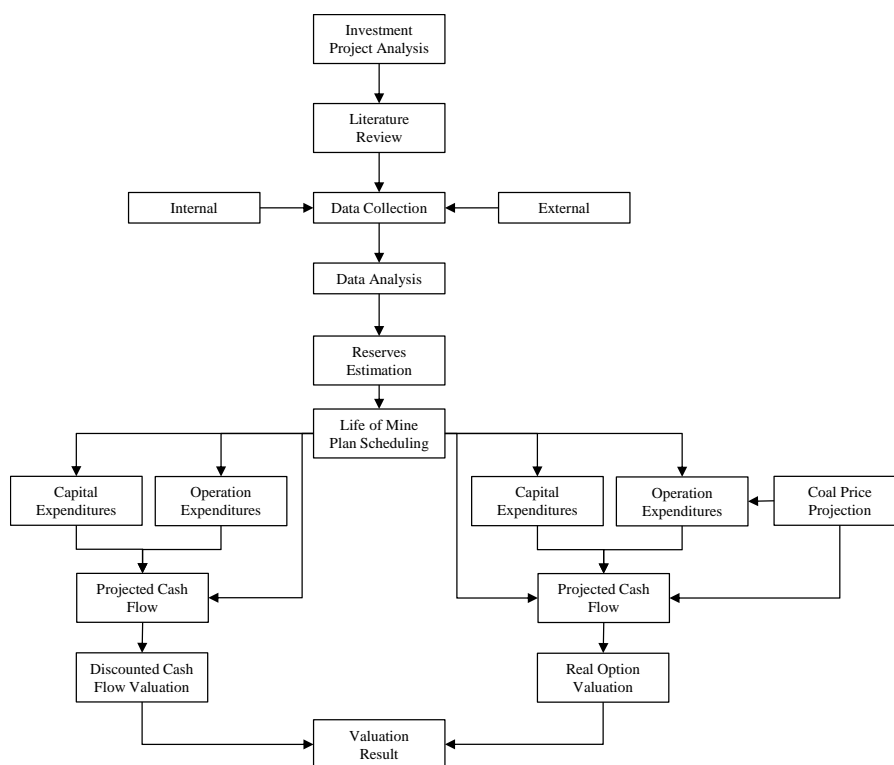 Investment
Project Analysis
Literature
Review
Internal
Data Collection
External
Data Analysis
Reserves
Estimation
Life of Mine
Plan Scheduling
Capital
Expenditures
Operation
Expenditures
Capital
Expenditures
Operation
Expenditures
Coal Price
Projection
Projected Cash
Flow
Projected Cash
Flow
Discounted Cash
Flow Valuation
Real Option
Valuation
Valuation
Result